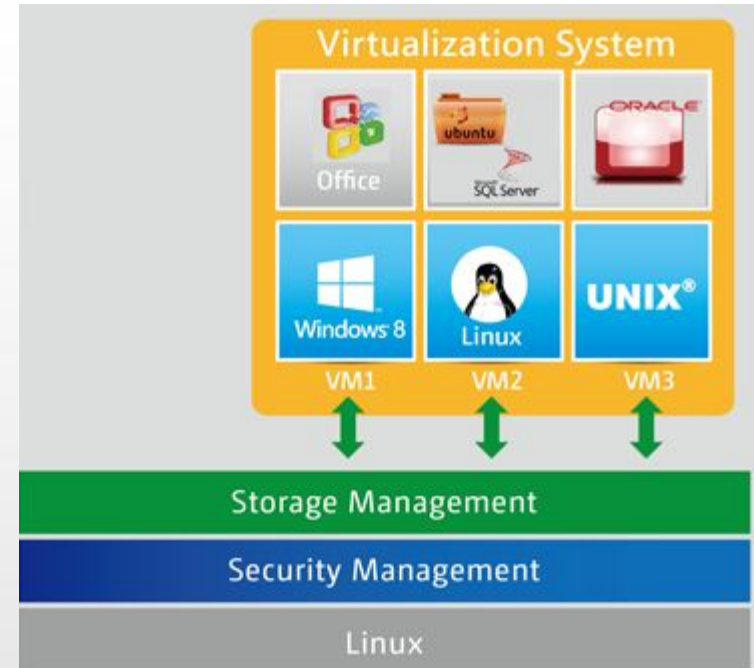 Virtualization System
Office
ubuntu
Microsoft
SQL Server
ORACLE
Windows 8
Linux
UNIX®
VM1 VM2 VM3
Storage Management
Security Management
Linux